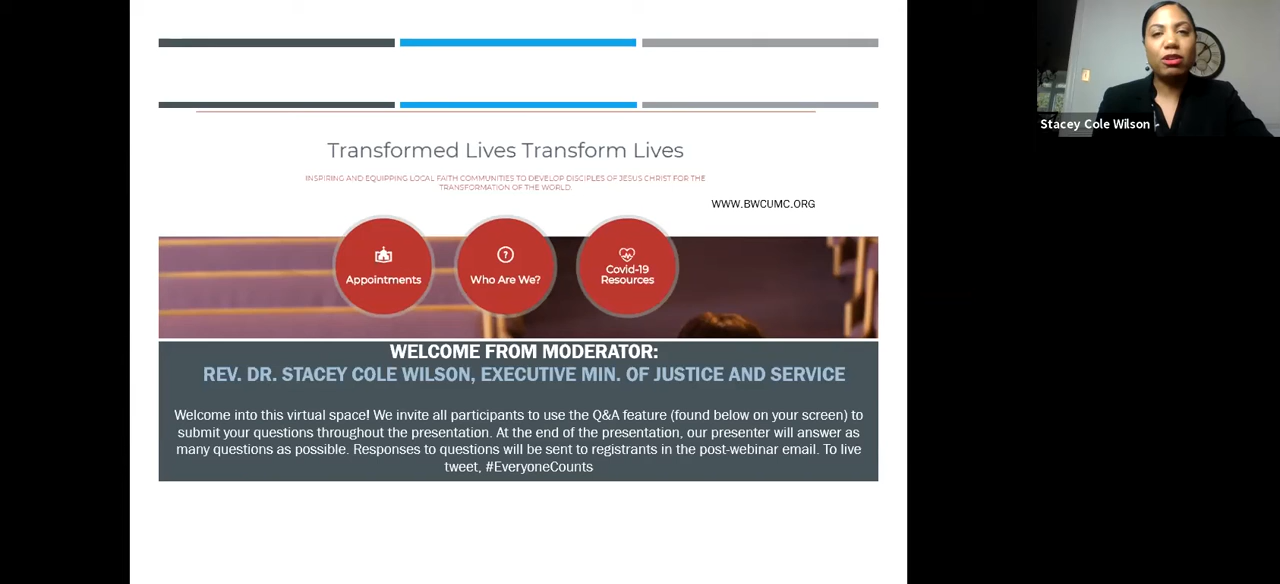 Transformed Lives Transform Lives
INSPIRING AND EQUIPPING LOCAL FAITH COMMUNITIES TO DEVELOP DISCIPLES OF JESUS CHRIST FOR THE
TRANSFORMATION OF THE WORLD.
WWW.BWCUMC.ORG
Appointments
Who Are We?
Covid-19
Resources
WELCOME FROM MODERATOR:
REV. DR. STACEY COLE WILSON, EXECUTIVE MIN. OF JUSTICE AND SERVICE
Welcome into this virtual space! We invite all participants to use the Q&A feature (found below on your screen) to
submit your questions throughout the presentation. At the end of the presentation, our presenter will answer as
many questions as possible. Responses to questions will be sent to registrants in the post-webinar email. To live
tweet, #EveryoneCounts
Stacey Cole Wilson